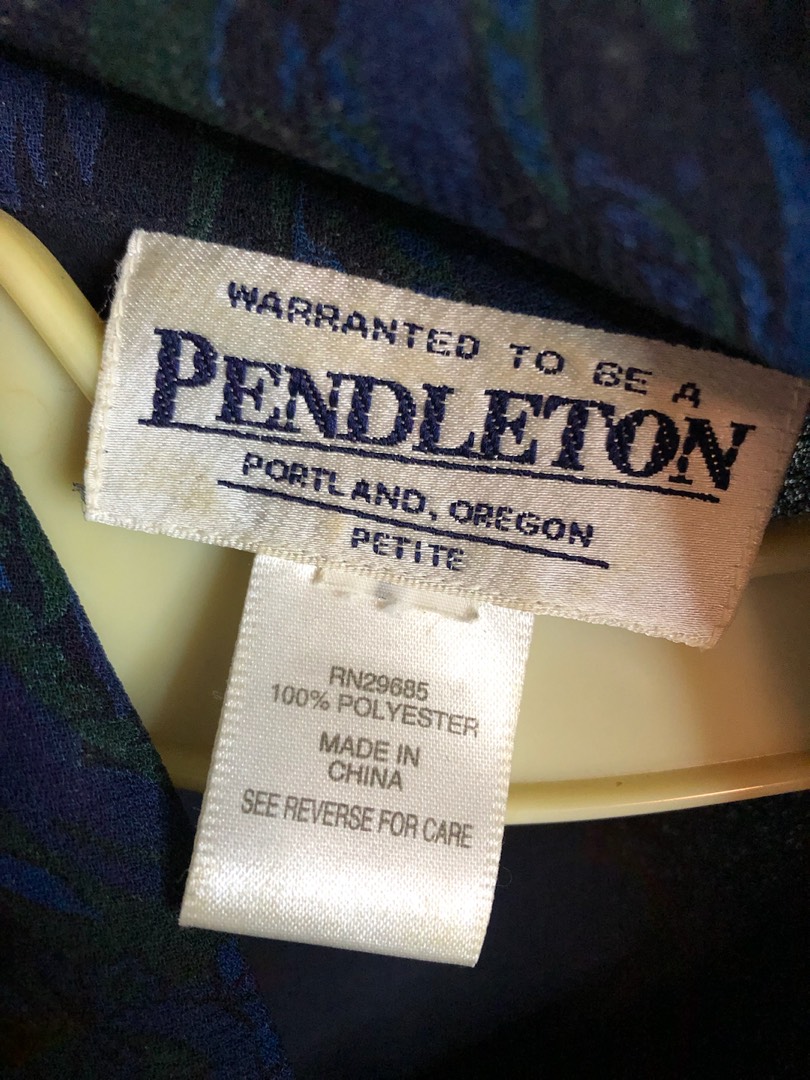 WARRANTED TO BE A
PENDLETON
PORTLAND, OREGON
PETITE
RN29685
100% POLYESTER
MADE IN
CHINA
SEE REVERSE FOR CARE